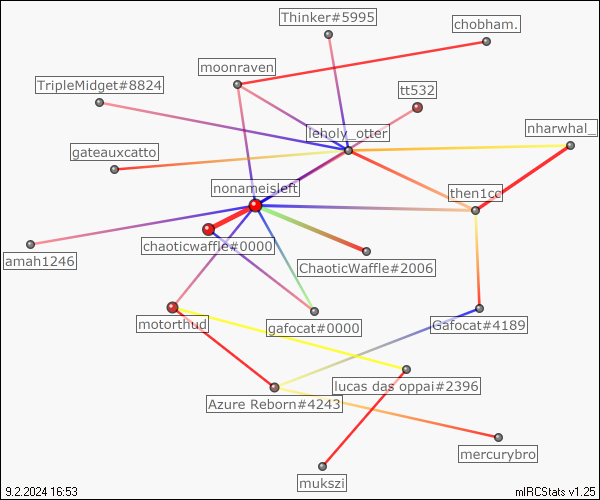 Thinker#5995
chobham.
moonraven
TripleMidget#8824
tt532
leholy_otter
nharwhal_
gateauxcatto
nonameisleft
then1cc
chaoticwaffle#0000
amah1246
ChaoticWaffle#2006
motorthud
gafocat#0000
Gafocat#4189
lucas das oppai#2396
Azure Reborn#4243
mercurybro
mukszi
9.2.2024 16:53
mIRCStats v1.25